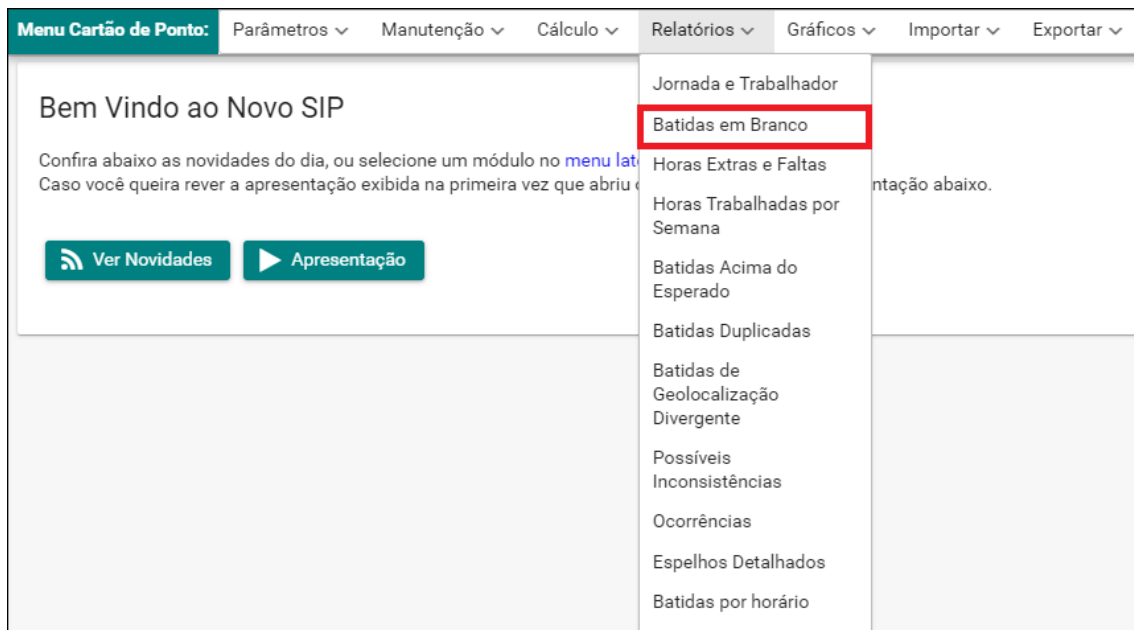 Menu Cartão de Ponto: Parâmetros Manutenção Cálculo Relatórios Gráficos Importar Exportar
Bem Vindo ao Novo SIP
Confira abaixo as novidades do dia, ou selecione um módulo no menu
Caso você queira rever a apresentação exibida na primeira vez que abriu
abaixo.
Ver Novidades
Apresentação
Jornada e Trabalhador
Batidas em Branco
Horas Extras e Faltas
Horas Trabalhadas por
Semana
Batidas Acima do
Esperado
Batidas Duplicadas
Batidas de
Geolocalização
Divergente
Possíveis
Inconsistências
Ocorrências
Espelhos Detalhados
Batidas por horário